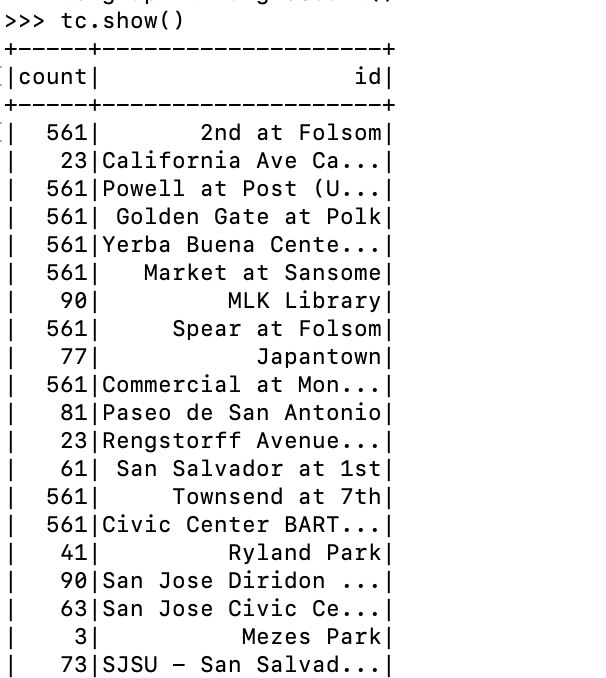 >>> tc.show()
+-----+--------------------+
|count|                  id|
+-----+--------------------+
|  561|       2nd at Folsom|
|   23|California Ave Ca...|
|  561|Powell at Post (U...|
|  561| Golden Gate at Polk|
|  561|Yerba Buena Cente...|
|  561|   Market at Sansome|
|   90|         MLK Library|
|  561|     Spear at Folsom|
|   77|           Japantown|
|  561|Commercial at Mon...|
|   81|Paseo de San Antonio|
|   23|Rengstorff Avenue...|
|   61| San Salvador at 1st|
|  561|     Townsend at 7th|
|  561|Civic Center BART...|
|   41|         Ryland Park|
|   90|San Jose Diridon ...|
|   63|San Jose Civic Ce...|
|    3|          Mezes Park|
|   73|SJSU – San Salvad...|